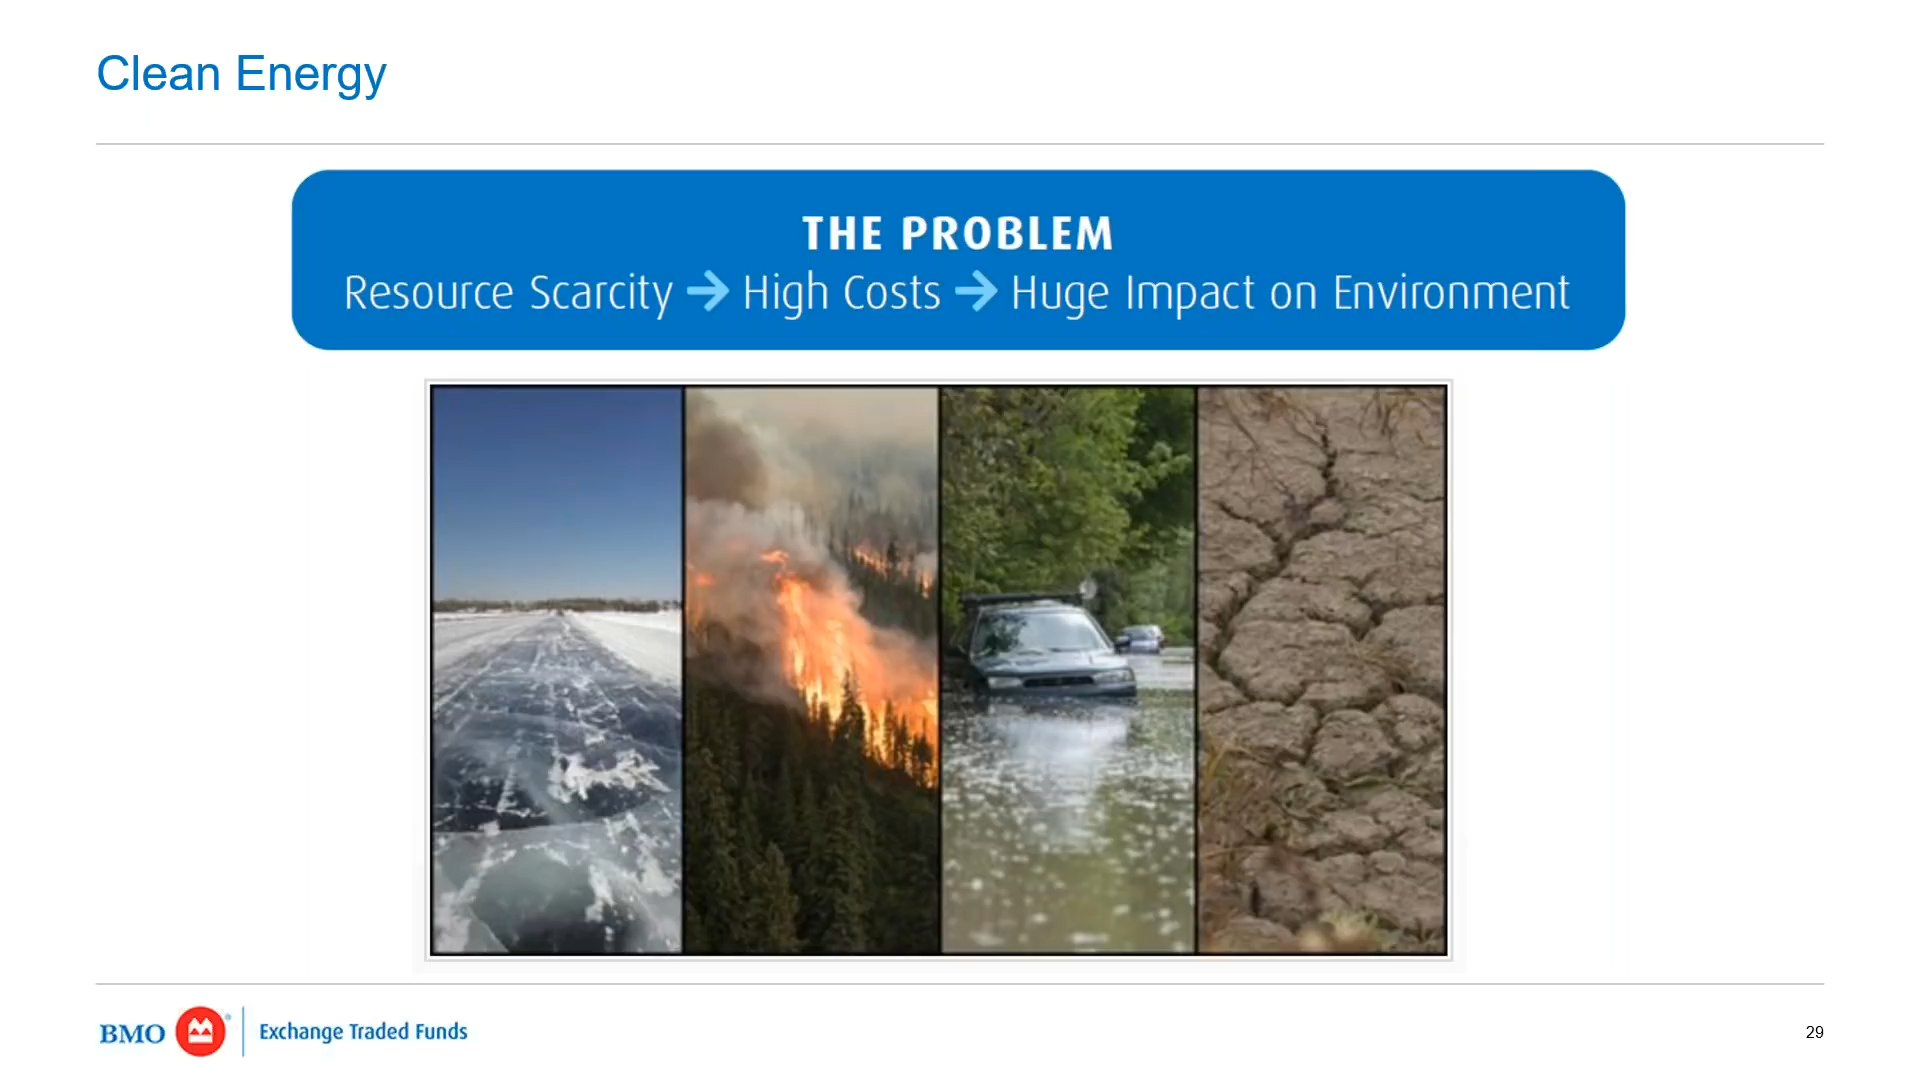 Clean Energy
THE PROBLEM
Resource Scarcity → High Costs → Huge Impact on Environment
BMO ® Exchange Traded Funds
29